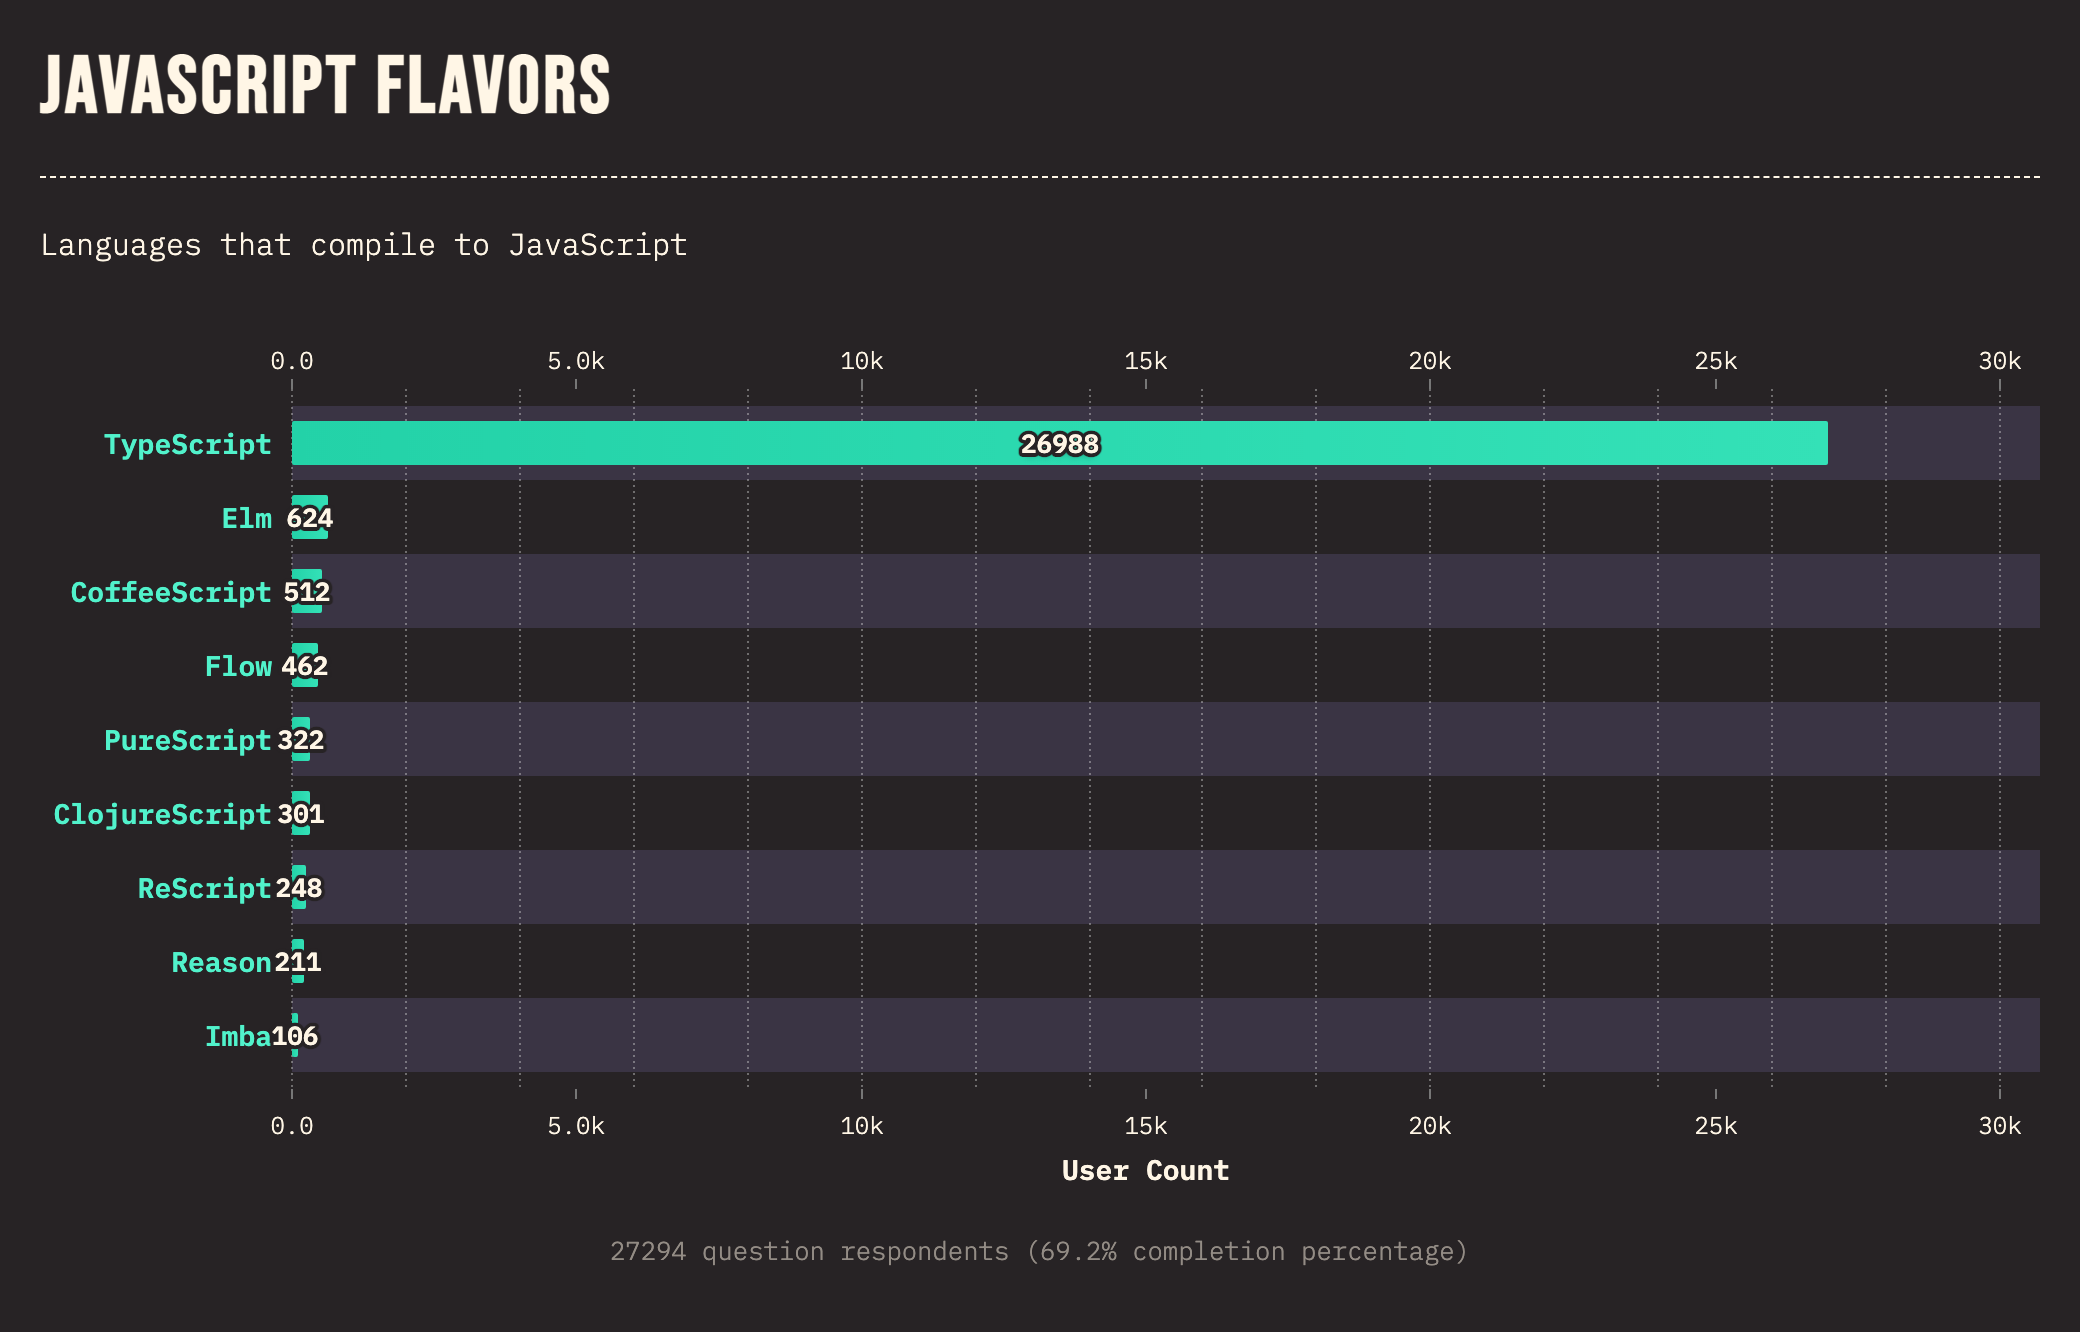 JAVASCRIPT FLAVORS
Languages that compile to JavaScript
0.0 5.0k 10k 15k 20k 25k 30k
TypeScript 26988
Elm 624
CoffeeScript 512
Flow 462
PureScript 322
ClojureScript 301
ReScript 248
Reason 211
Imba 106
0.0 5.0k 10k 15k 20k 25k 30k
User Count
27294 question respondents (69.2% completion percentage)